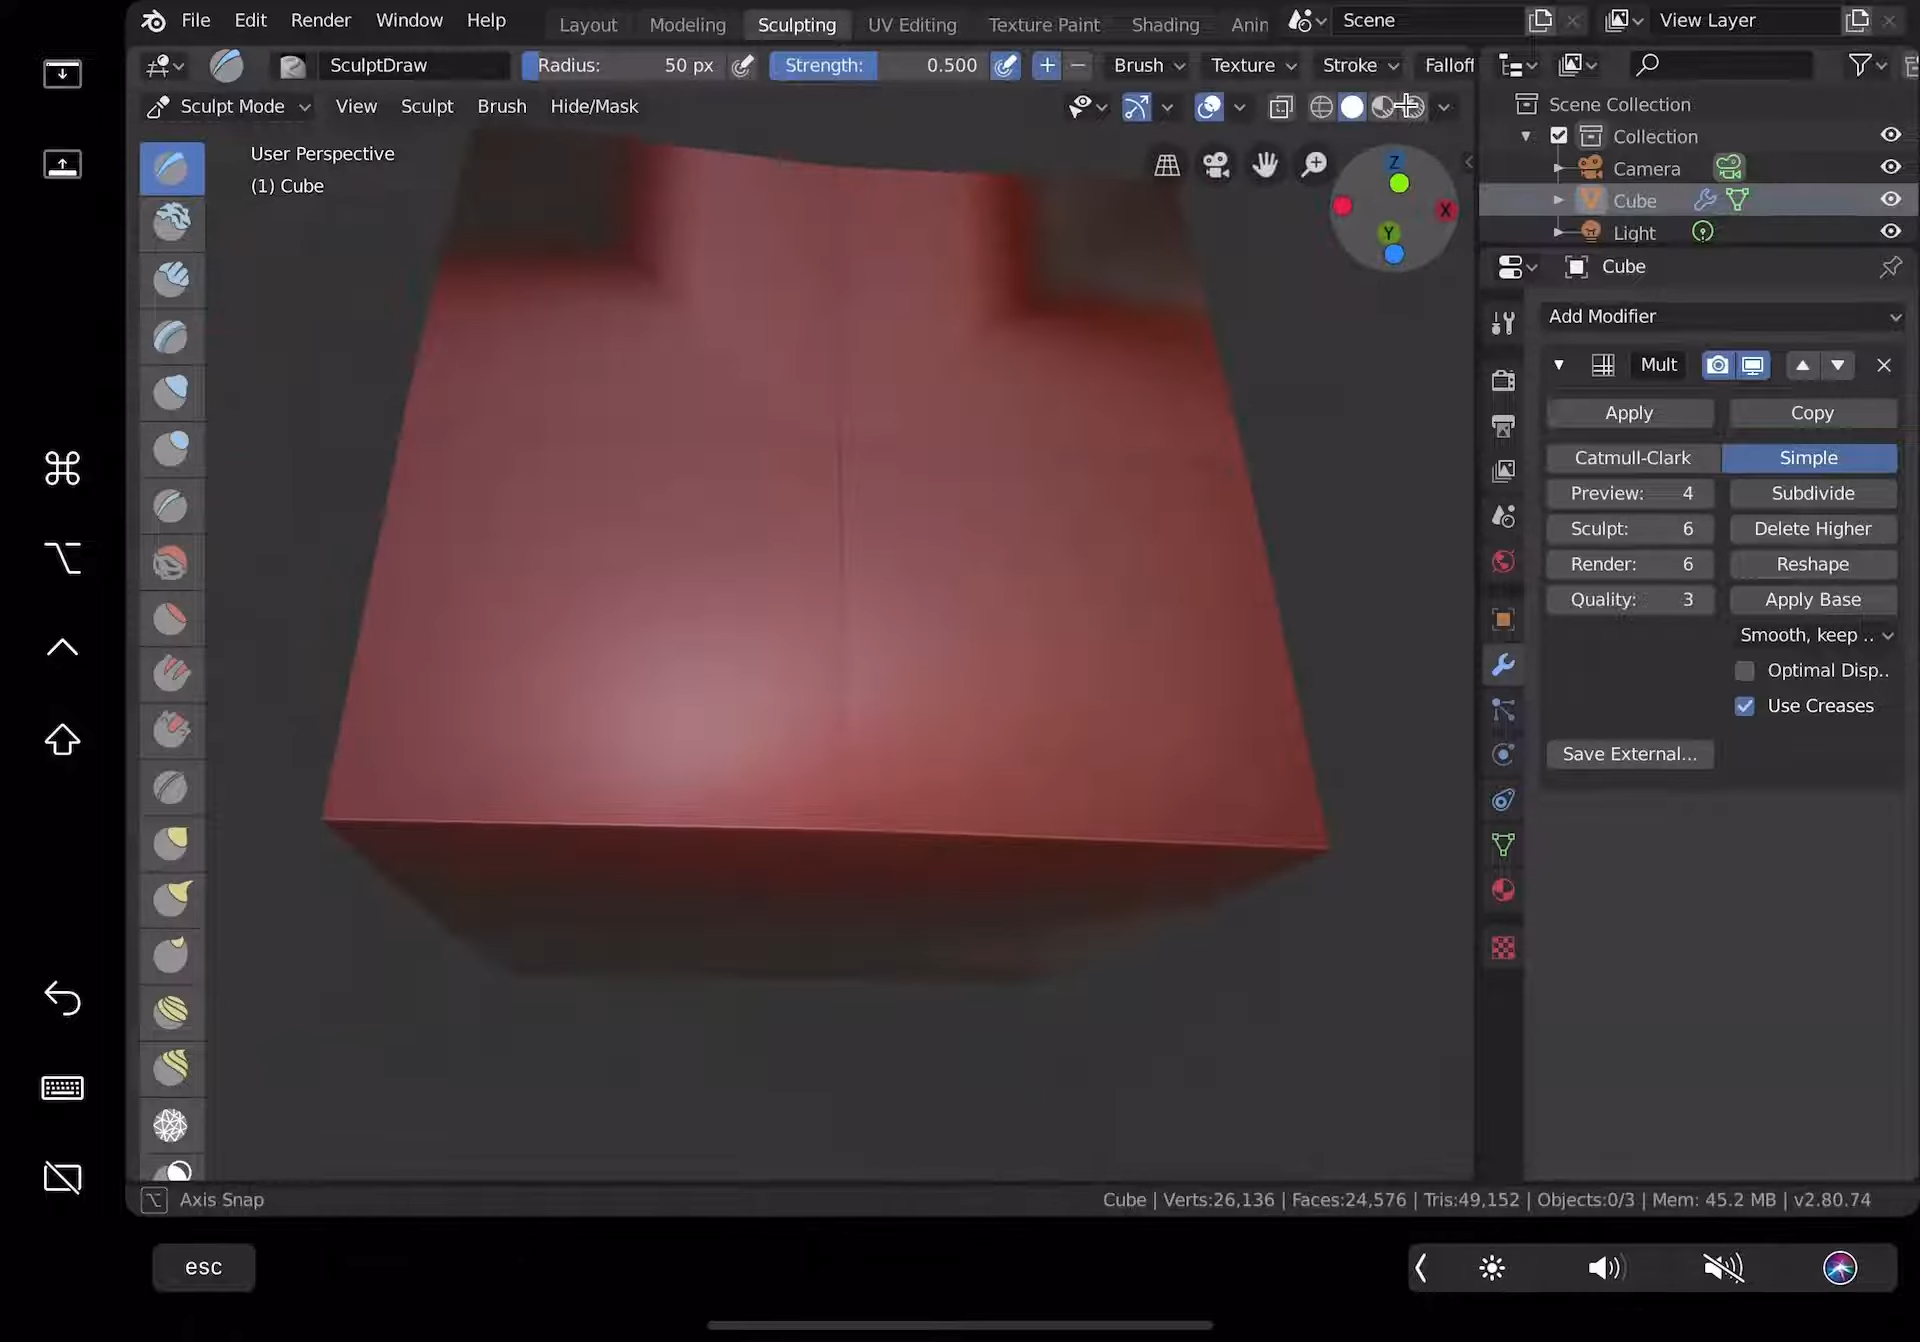 File Edit Render Window Help Layout Modeling Sculpting UV Editing Texture Paint Shading Anin Scene View Layer
SculptDraw Radius: 50 px Strength: 0.500 + − Brush Texture Stroke Falloff
Sculpt Mode View Sculpt Brush Hide/Mask
User Perspective
(1) Cube
Z
X
Y
Scene Collection
Collection
Camera
Cube
Light
Cube
Add Modifier
Mult
Apply Copy
Catmull-Clark Simple
Preview: 4 Subdivide
Sculpt: 6 Delete Higher
Render: 6 Reshape
Quality: 3 Apply Base
Smooth, keep ..
Optimal Disp..
Use Creases
Save External...
Axis Snap Cube | Verts:26,136 | Faces:24,576 | Tris:49,152 | Objects:0/3 | Mem: 45.2 MB | v2.80.74
esc